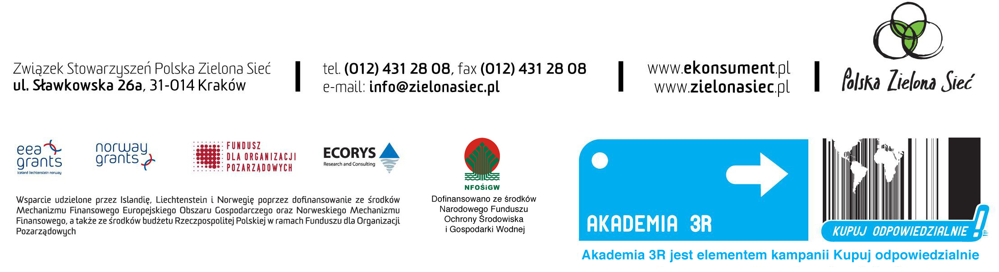 Związek Stowarzyszeń Polska Zielona Sieć
ul. Sławkowska 26a, 31-014 Kraków
tel. (012) 431 28 08, fax (012) 431 28 08
e-mail: info@zielonasiec.pl
www.ekonsument.pl
www.zielonasiec.pl
Polska Zielona Sieć
eea
grants
iceland liechtenstein norway
norway
grants
FUNDUSZ
DLA ORGANIZACJI
POZARZĄDOWYCH
ECORYS
Research and Consulting
NFOŚiGW
Wsparcie udzielone przez Islandię, Liechtenstein i Norwegię poprzez dofinansowanie ze środków
Mechanizmu Finansowego Europejskiego Obszaru Gospodarczego oraz Norweskiego Mechanizmu
Finansowego, a także ze środków budżetu Rzeczpospolitej Polskiej w ramach Funduszu dla Organizacji
Pozarządowych
Dofinansowano ze środków
Narodowego Funduszu
Ochrony Środowiska
i Gospodarki Wodnej
AKADEMIA 3R
KUPUJ ODPOWIEDZIALNIE!
Akademia 3R jest elementem kampanii Kupuj odpowiedzialnie